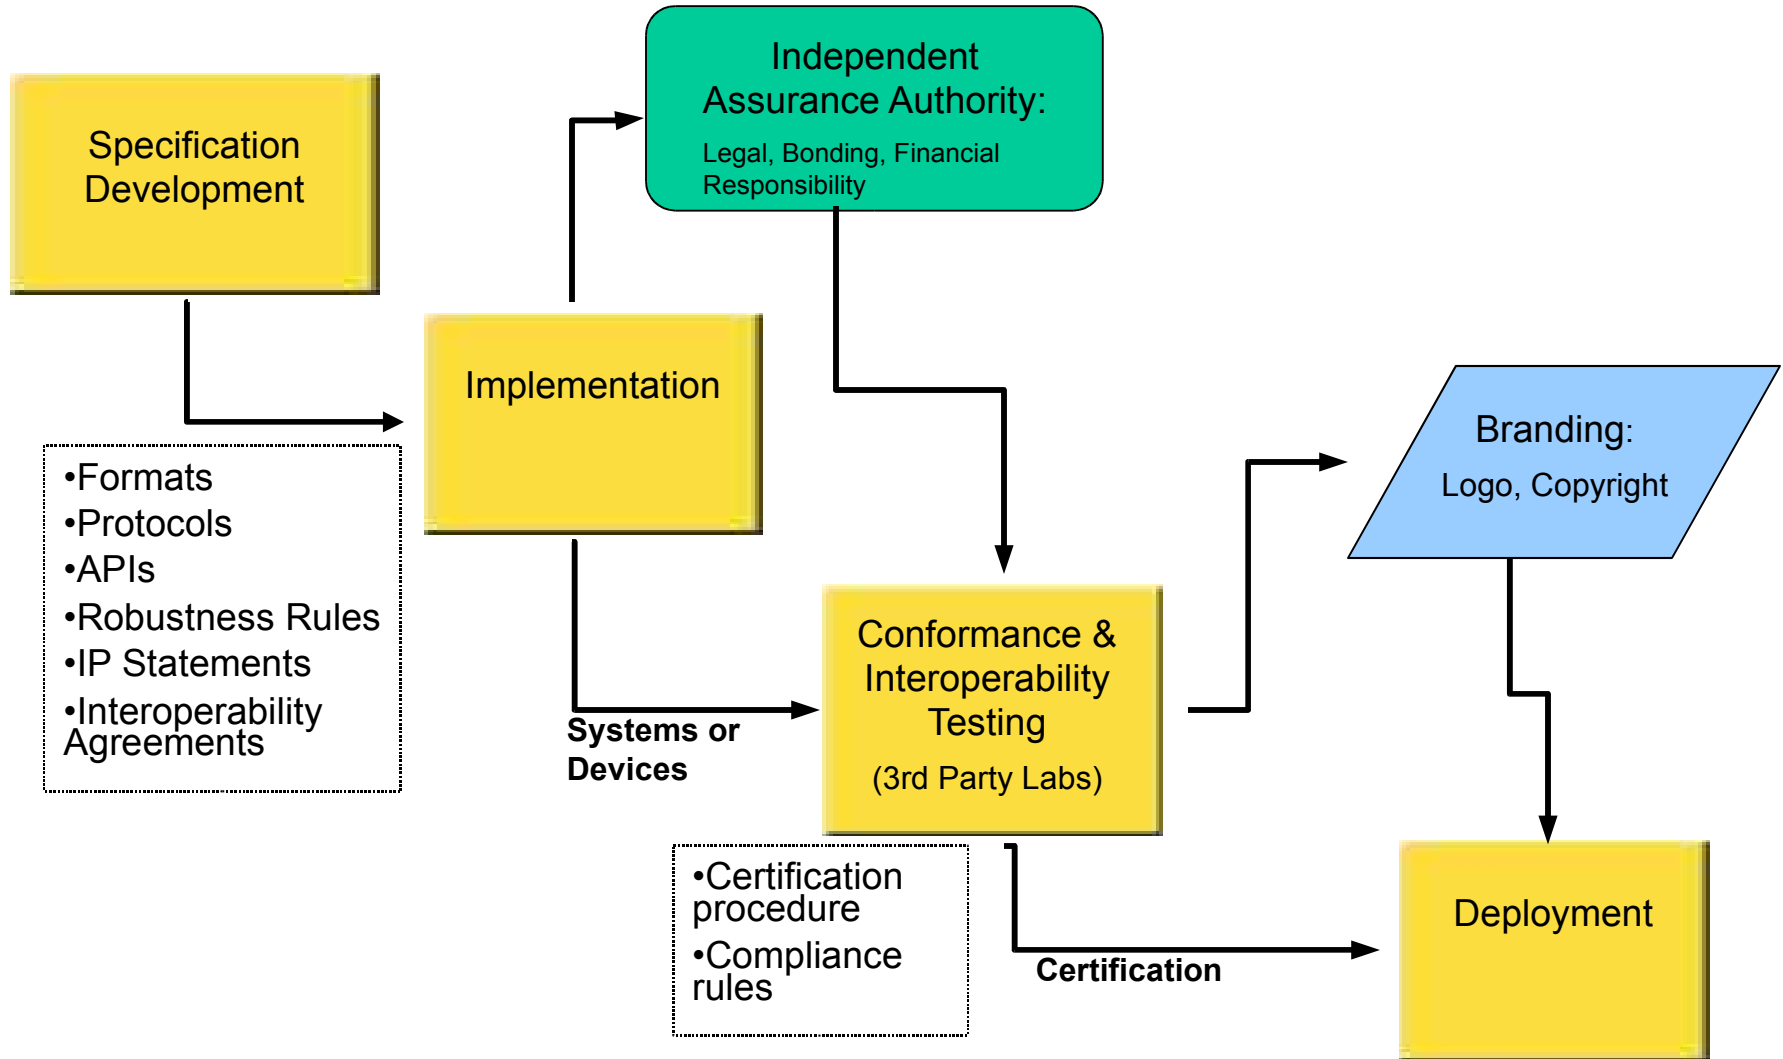 Independent
Assurance Authority:
Legal, Bonding, Financial
Responsibility
Specification
Development
Implementation
•Formats
•Protocols
•APIs
•Robustness Rules
•IP Statements
•Interoperability
Agreements
Systems or
Devices
Conformance &
Interoperability
Testing
(3rd Party Labs)
•Certification
procedure
•Compliance
rules
Certification
Branding:
Logo, Copyright
Deployment